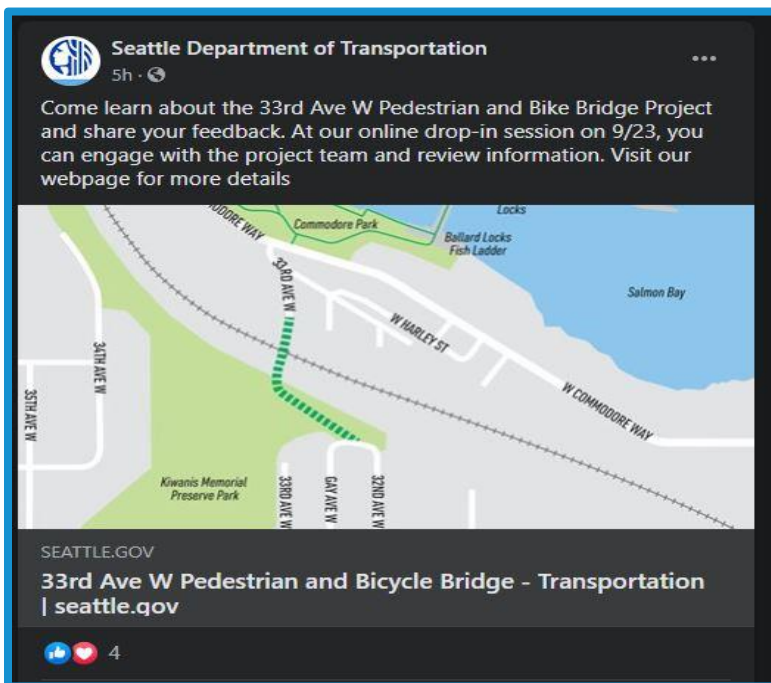 Seattle Department of Transportation
5h ·
Come learn about the 33rd Ave W Pedestrian and Bike Bridge Project
and share your feedback. At our online drop-in session on 9/23, you
can engage with the project team and review information. Visit our
webpage for more details
COMMODORE WAY
Commodore Park
Locks
Ballard Locks
Fish Ladder
Salmon Bay
33RD AVE W
W HARLEY ST
W COMMODORE WAY
34TH AVE W
35TH AVE W
Kiwanis Memorial
Preserve Park
33RD AVE W
GAY AVE W
32ND AVE W
SEATTLE.GOV
33rd Ave W Pedestrian and Bicycle Bridge - Transportation
| seattle.gov
4